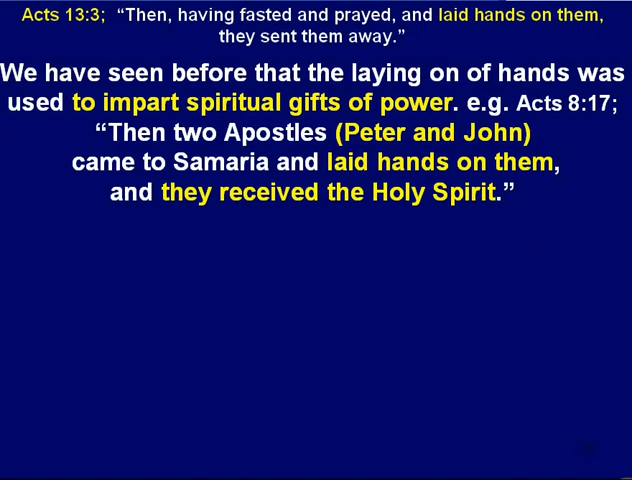 Acts 13:3; “Then, having fasted and prayed, and laid hands on them,
they sent them away.”
We have seen before that the laying on of hands was
used to impart spiritual gifts of power. e.g. Acts 8:17;
“Then two Apostles (Peter and John)
came to Samaria and laid hands on them,
and they received the Holy Spirit.”